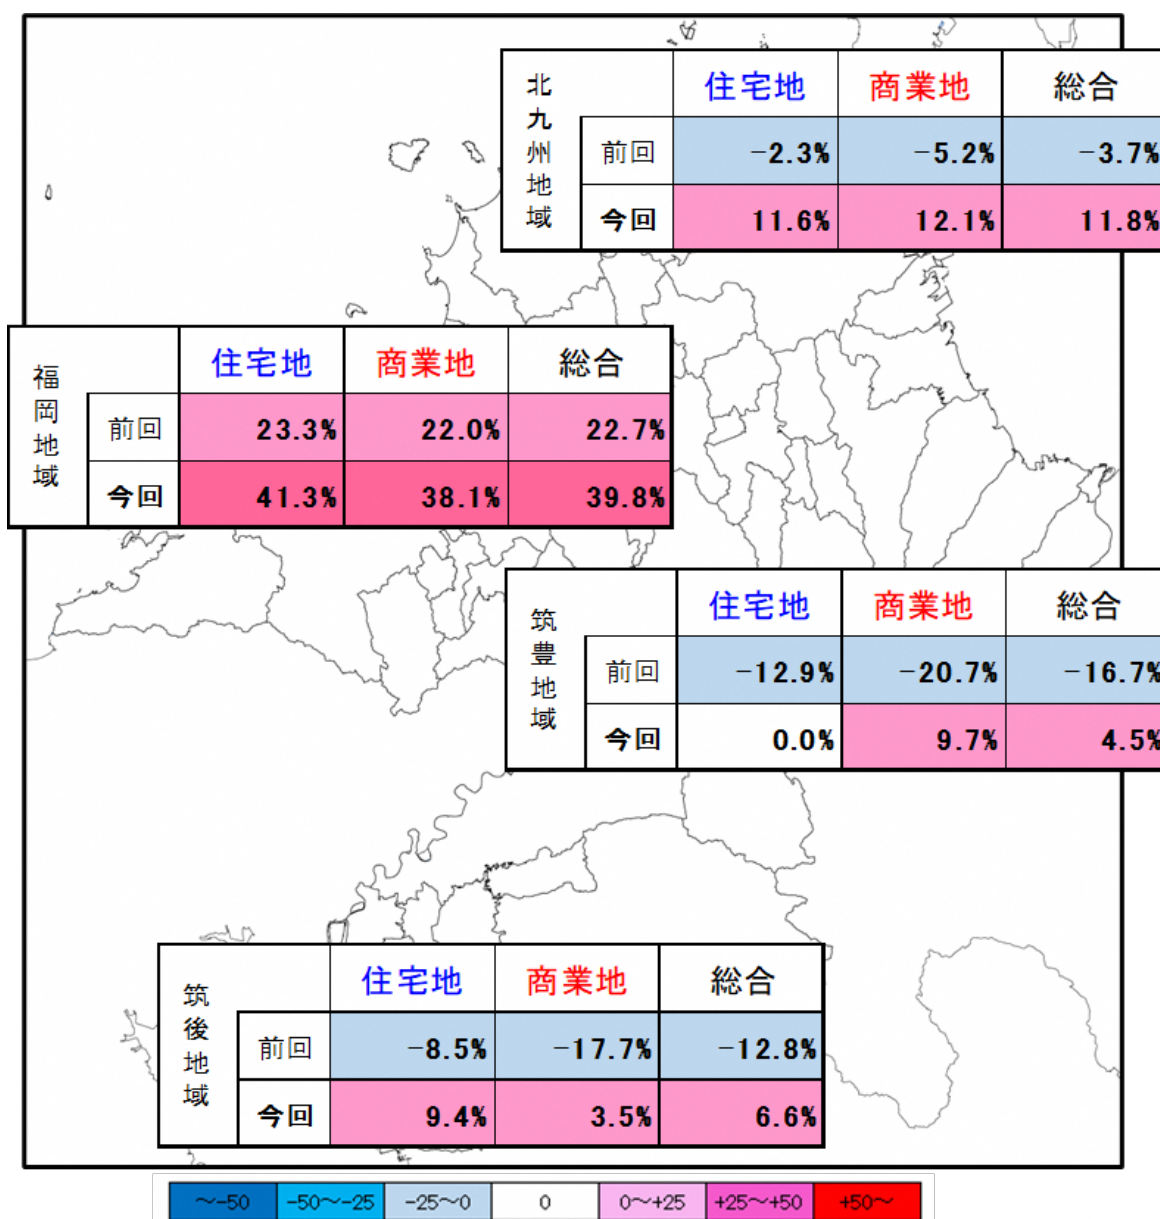 北九州地域
住宅地 商業地 総合
前回 -2.3% -5.2% -3.7%
今回 11.6% 12.1% 11.8%
福岡地域
住宅地 商業地 総合
前回 23.3% 22.0% 22.7%
今回 41.3% 38.1% 39.8%
筑豊地域
住宅地 商業地 総合
前回 -12.9% -20.7% -16.7%
今回 0.0% 9.7% 4.5%
筑後地域
住宅地 商業地 総合
前回 -8.5% -17.7% -12.8%
今回 9.4% 3.5% 6.6%
～-50 -50～-25 -25～0 0 0～+25 +25～+50 +50～